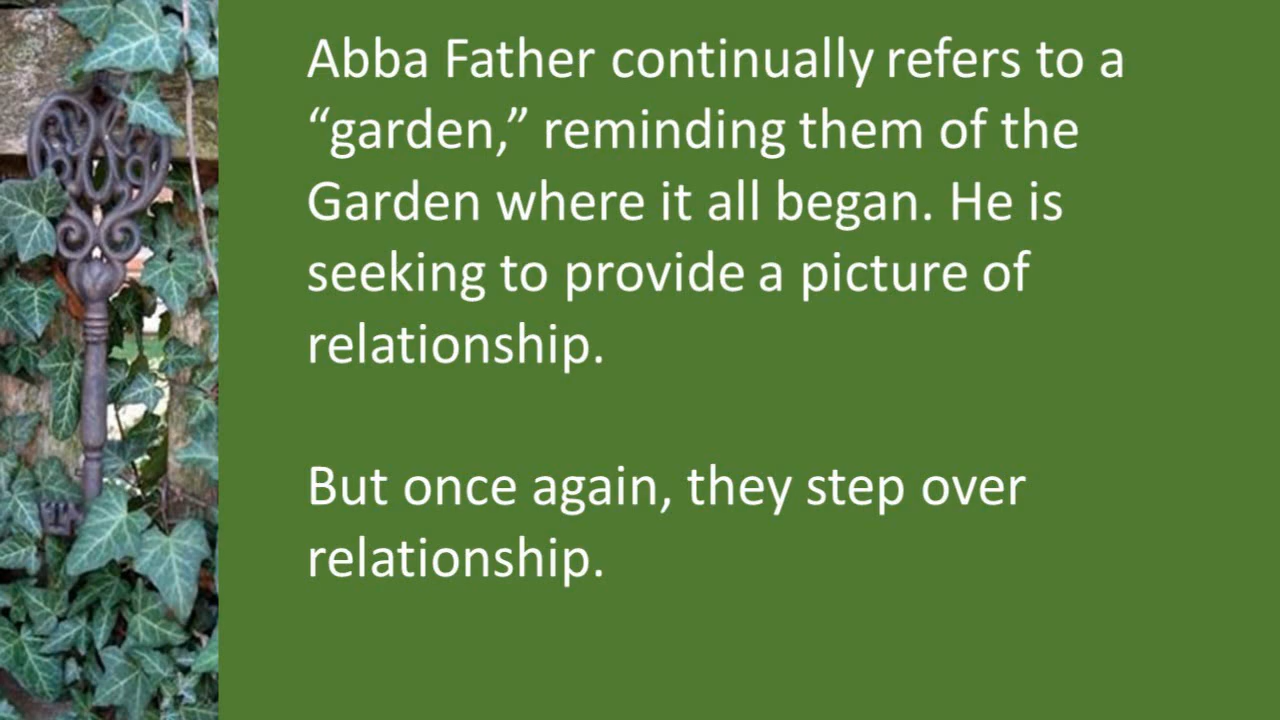 Abba Father continually refers to a
“garden,” reminding them of the
Garden where it all began. He is
seeking to provide a picture of
relationship.
But once again, they step over
relationship.